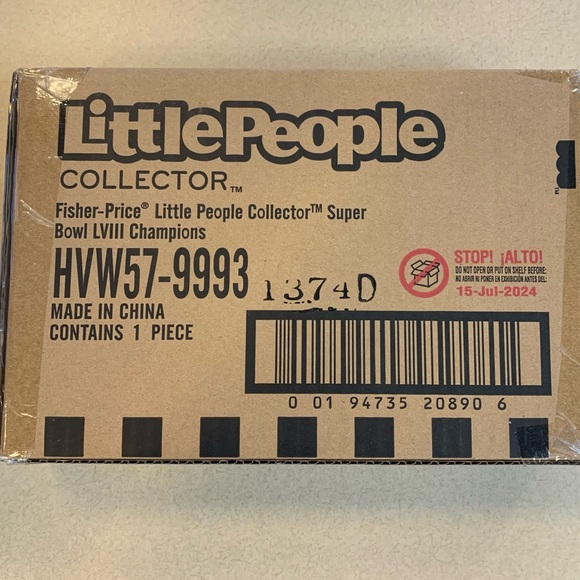 LittlePeople
COLLECTOR™
Fisher-Price® Little People Collector™ Super
Bowl LVIII Champions
HVW57-9993
1374D
MADE IN CHINA
CONTAINS 1 PIECE
STOP! ¡ALTO!
DO NOT OPEN OR PUT ON SHELF BEFORE:
NO ABRIR NI PONER EN EXHIBICIÓN ANTES DEL:
15-Jul-2024
0 01 94735 20890 6